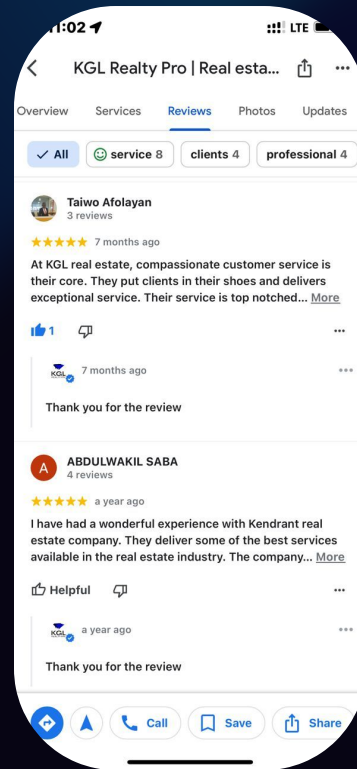 1:02
LTE
KGL Realty Pro | Real esta...
Overview Services Reviews Photos Updates
All service 8 clients 4 professional 4
Taiwo Afolayan
3 reviews
7 months ago
At KGL real estate, compassionate customer service is
their core. They put clients in their shoes and delivers
exceptional service. Their service is top notched... More
1
KGL
7 months ago
Thank you for the review
A
ABDULWAKIL SABA
4 reviews
a year ago
I have had a wonderful experience with Kendrant real
estate company. They deliver some of the best services
available in the real estate industry. The company... More
Helpful
KGL
a year ago
Thank you for the review
Call Save Share